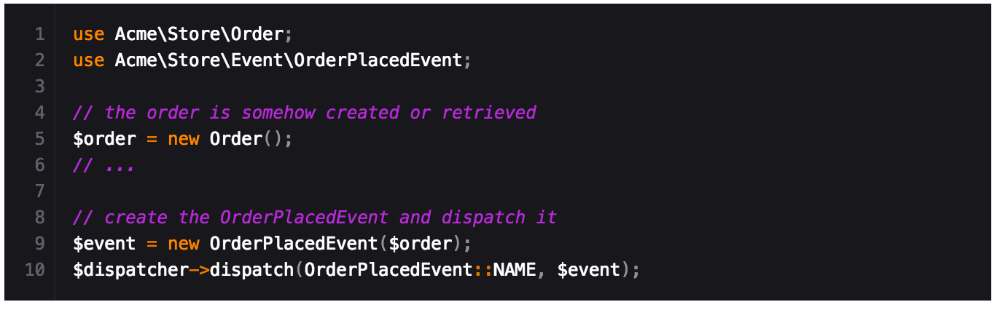 1 use Acme\Store\Order;
2 use Acme\Store\Event\OrderPlacedEvent;
3
4 // the order is somehow created or retrieved
5 $order = new Order();
6 // ...
7
8 // create the OrderPlacedEvent and dispatch it
9 $event = new OrderPlacedEvent($order);
10 $dispatcher->dispatch(OrderPlacedEvent::NAME, $event);